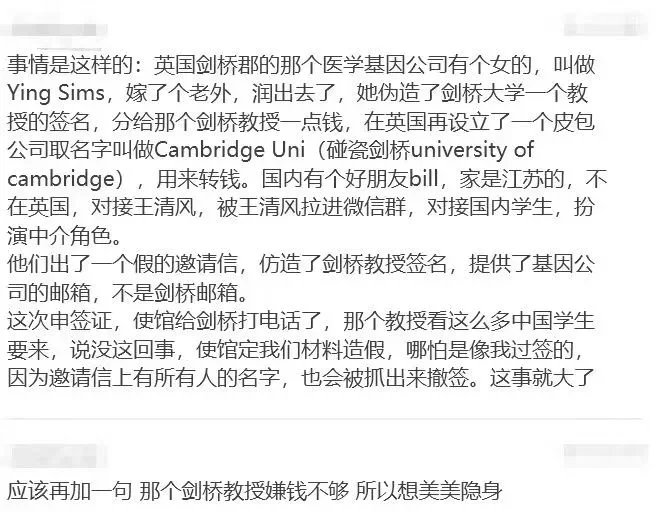 事情是这样的：英国剑桥郡的那个医学基因公司有个女的，叫做
Ying Sims，嫁了个老外，润出去了，她伪造了剑桥大学一个教
授的签名，分给那个剑桥教授一点钱，在英国再设立了一个皮包
公司取名字叫做Cambridge Uni（碰瓷剑桥university of
cambridge），用来转钱。国内有个好朋友bill，家是江苏的，不
在英国，对接王清风，被王清风拉进微信群，对接国内学生，扮
演中介角色。
他们出了一个假的邀请信，仿造了剑桥教授签名，提供了基因公
司的邮箱，不是剑桥邮箱。
这次申签证，使馆给剑桥打电话了，那个教授看这么多中国学生
要来，说没这回事，使馆定我们材料造假，哪怕是像我过签的，
因为邀请信上有所有人的名字，也会被抓出来撤签。这事就大了
应该再加一句 那个剑桥教授嫌钱不够 所以想美美隐身